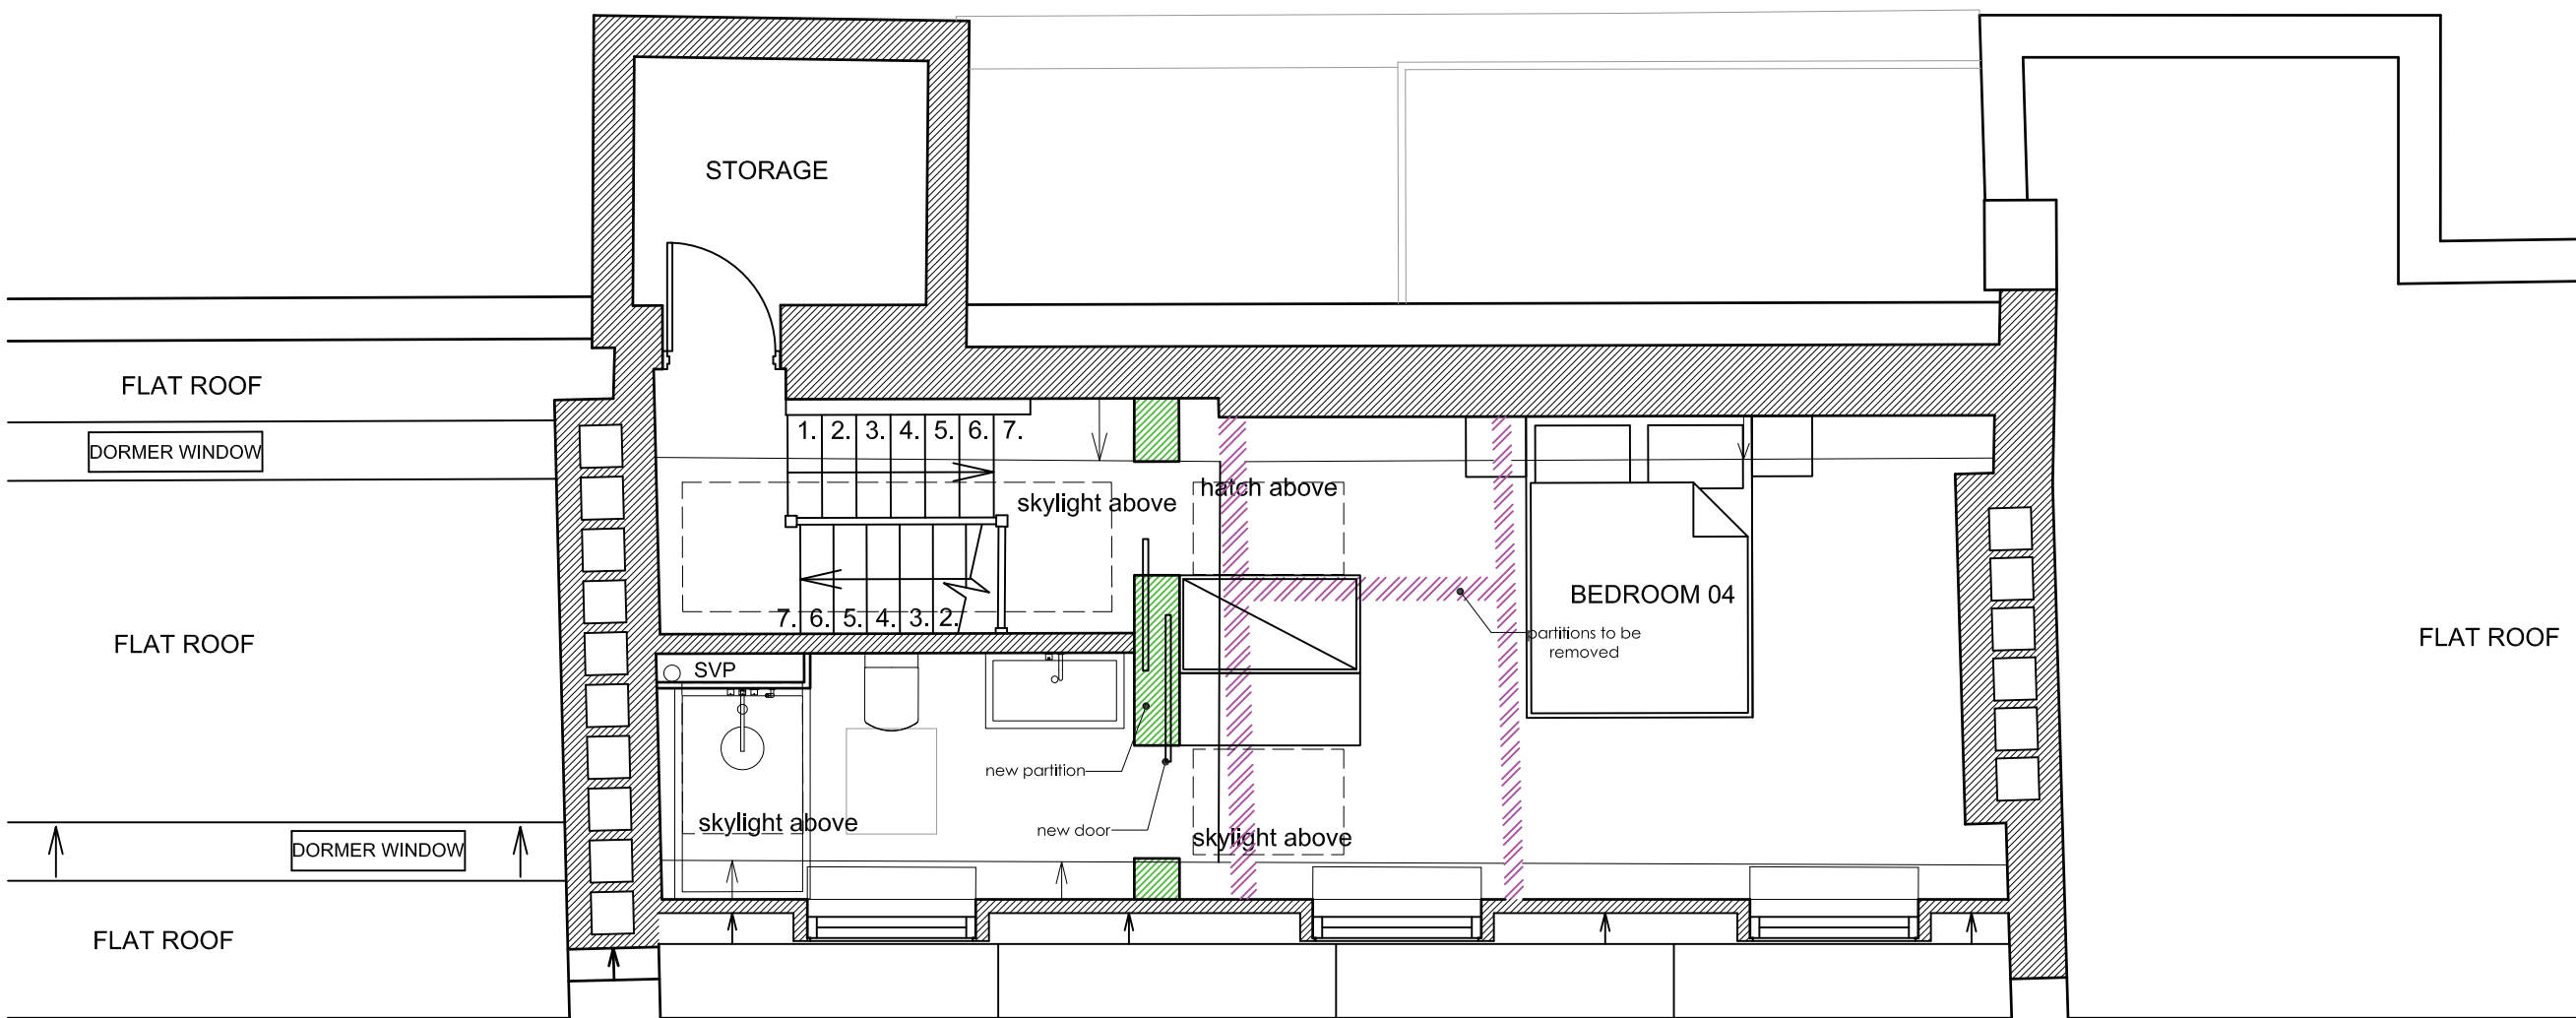 STORAGE
FLAT ROOF
DORMER WINDOW
1. 2. 3. 4. 5. 6. 7.
skylight above
hatch above
7. 6. 5. 4. 3. 2.
BEDROOM 04
partitions to be
removed
FLAT ROOF
FLAT ROOF
SVP
new partition
skylight above
new door
skylight above
DORMER WINDOW
FLAT ROOF